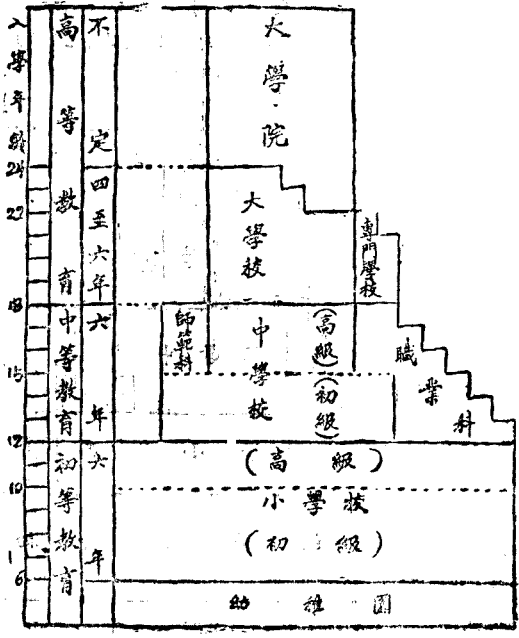 入學年齡
24
22
18
15
12
10
6
高等教育
中等教育
初等教育
不定
四至六年
六年
六年
大學院
大學校
專門學校
師範科
中學校
(高級)
(初級)
職業科
(高級)
小學校
(初級)
幼稚園